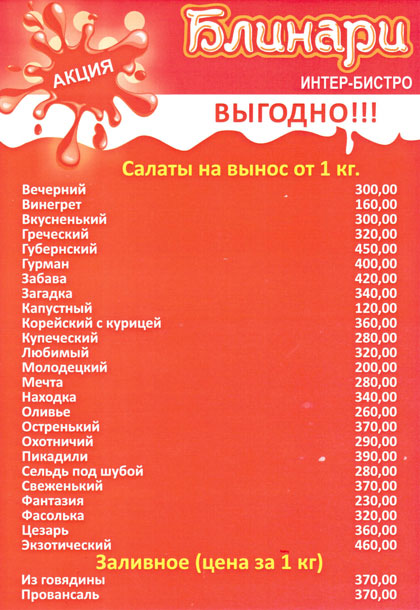 АКЦИЯ
Блинари
ИНТЕР-БИСТРО
ВЫГОДНО!!!
Салаты на вынос от 1 кг.
Вечерний 300,00
Винегрет 160,00
Вкусненький 300,00
Греческий 320,00
Губернский 450,00
Гурман 400,00
Забава 420,00
Загадка 340,00
Капустный 120,00
Корейский с курицей 360,00
Купеческий 280,00
Любимый 320,00
Молодецкий 200,00
Мечта 280,00
Находка 340,00
Оливье 260,00
Остренький 370,00
Охотничий 290,00
Пикадили 390,00
Сельдь под шубой 280,00
Свеженький 370,00
Фантазия 230,00
Фасолька 320,00
Цезарь 360,00
Экзотический 460,00
Заливное (цена за 1 кг)
Из говядины 370,00
Провансаль 370,00